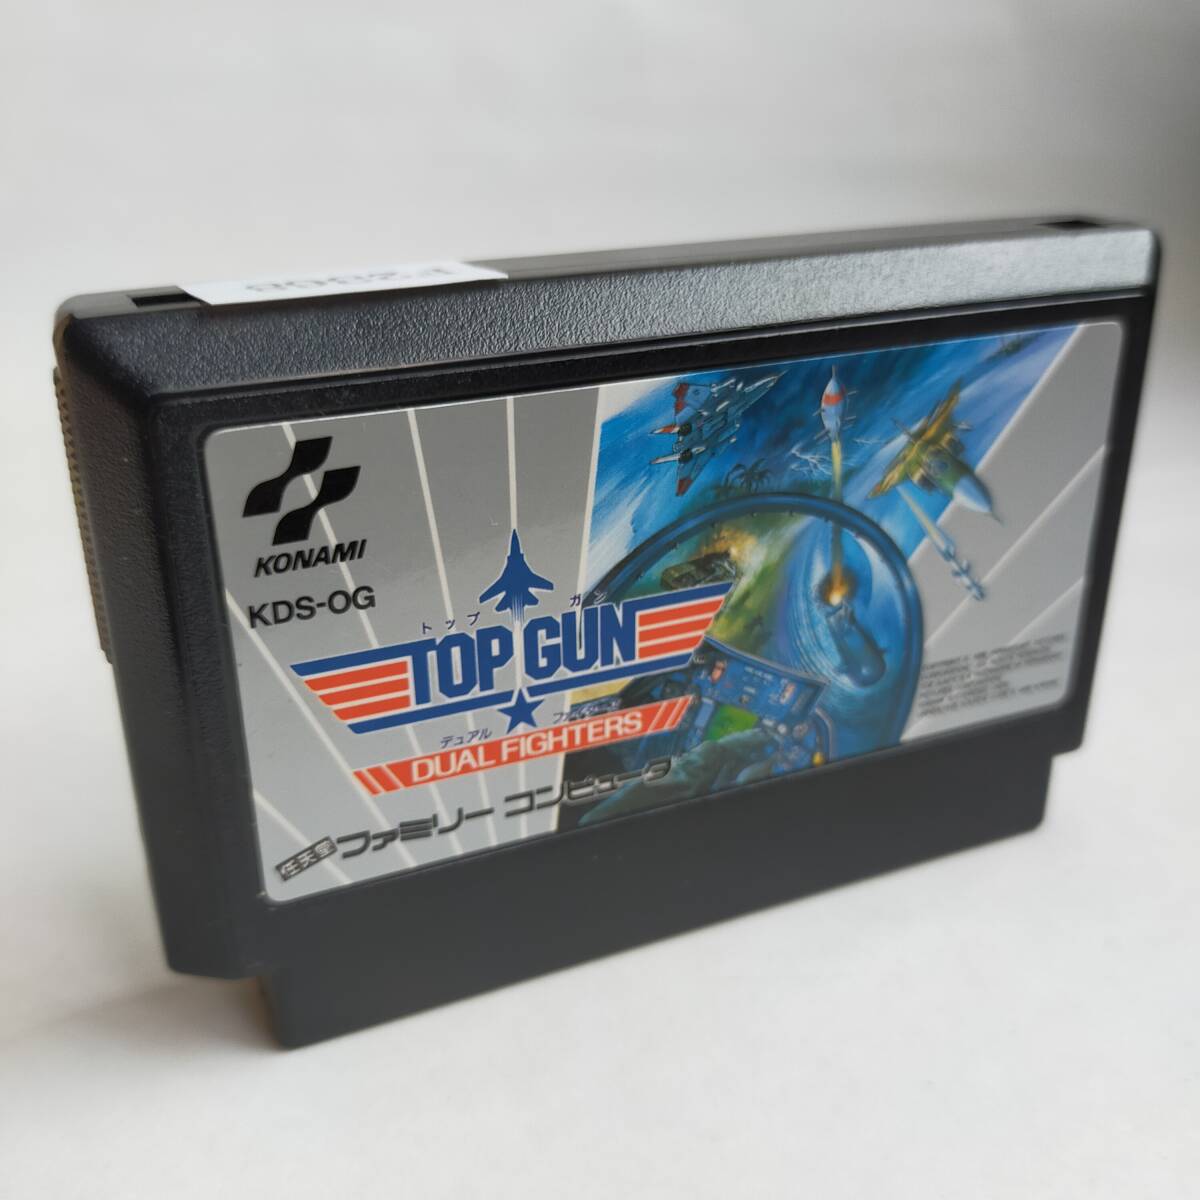 KONAMI
KDS-OG
トップ ガン
TOP GUN
デュアル ファイターズ
DUAL FIGHTERS
任天堂 ファミリー コンピュータ